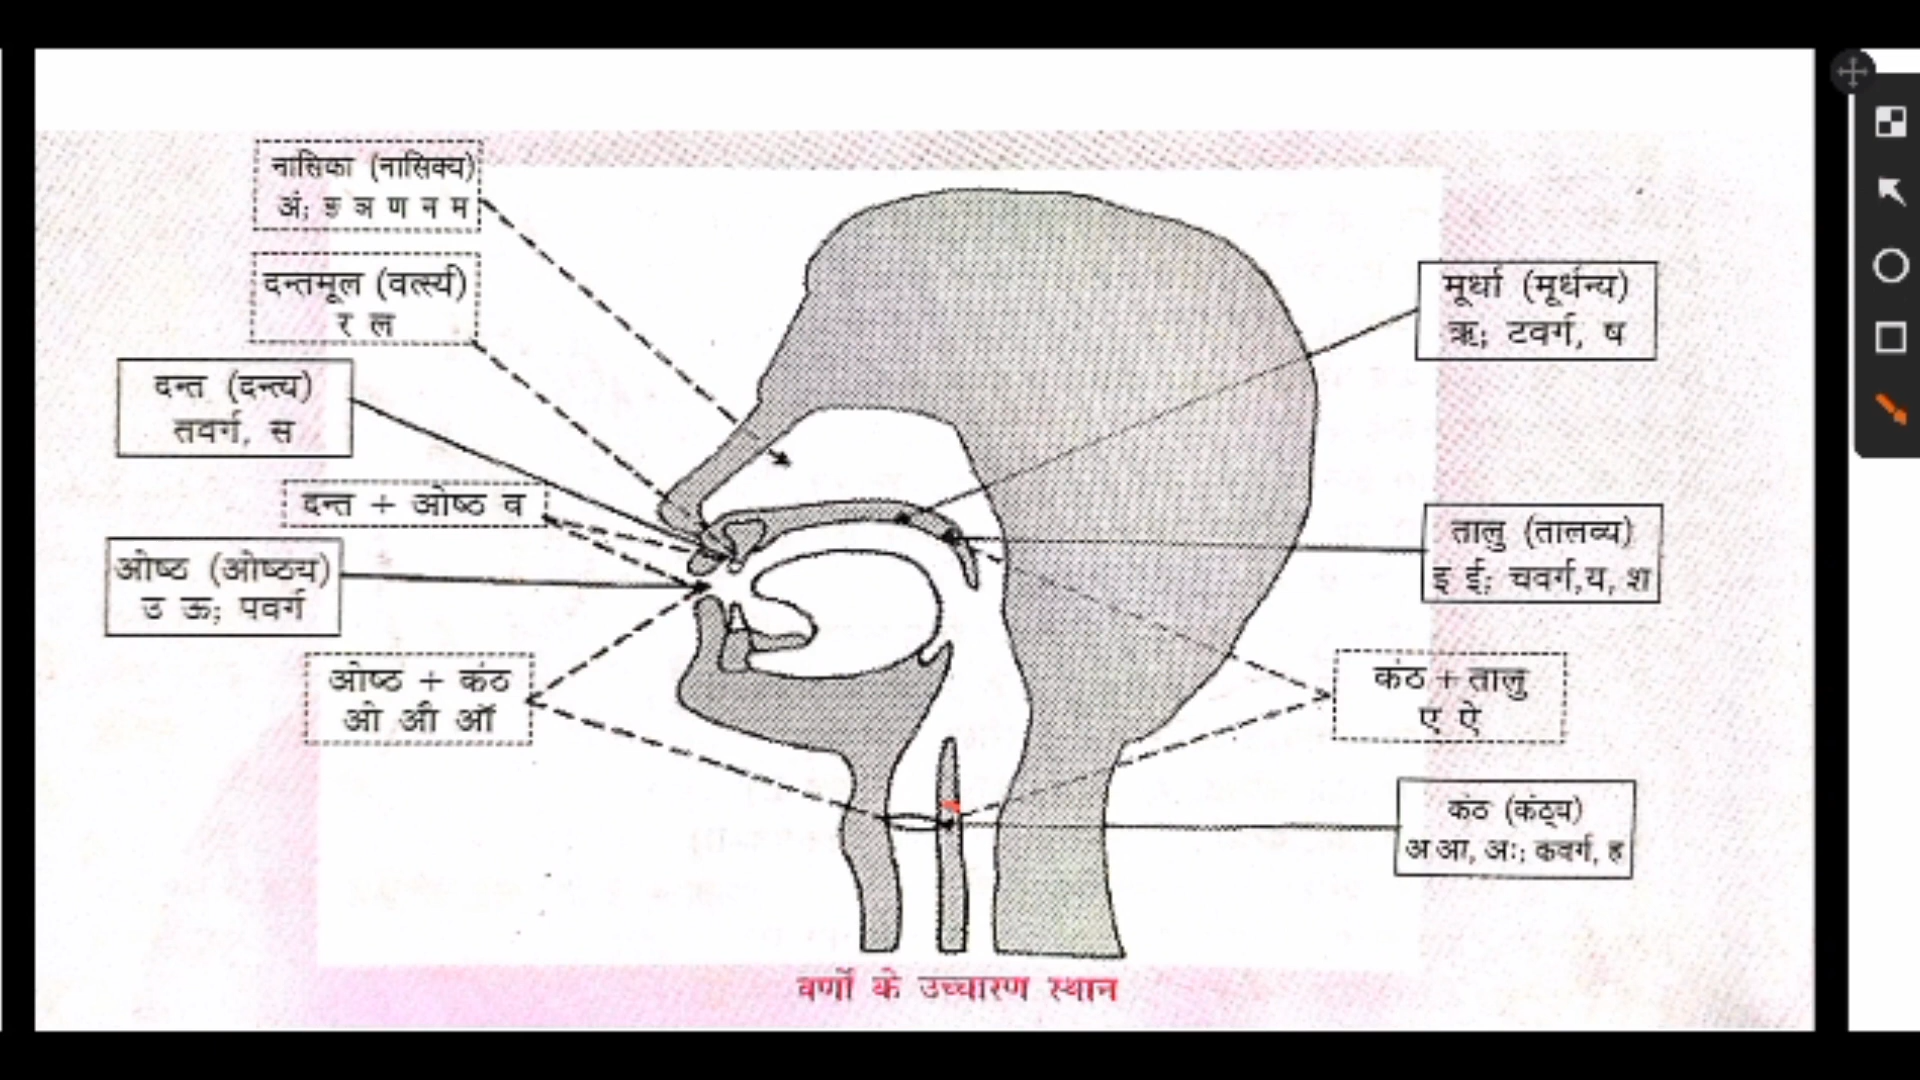 नासिका (नासिक्य)
अं; ङ ञ ण न म
दन्तमूल (वर्त्स्य)
र ल
दन्त (दन्त्य)
तवर्ग, स
दन्त + ओष्ठ व
ओष्ठ (ओष्ठ्य)
उ ऊ; पवर्ग
ओष्ठ + कंठ
ओ औ ऑ
मूर्धा (मूर्धन्य)
ऋ; टवर्ग, ष
तालु (तालव्य)
इ ई; चवर्ग,य, श
कंठ + तालु
ए ऐ
कंठ (कंठ्य)
अ आ, अः; कवर्ग, ह
वर्णों के उच्चारण स्थान